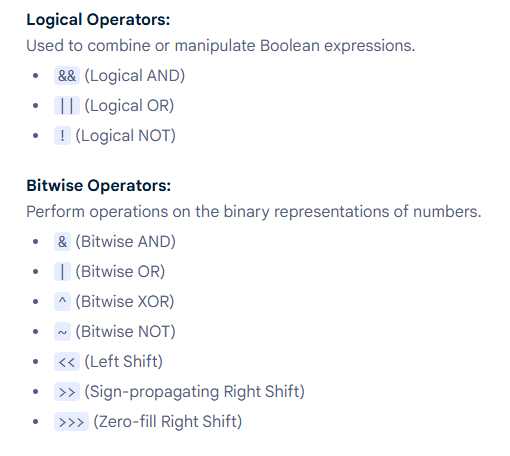 Logical Operators:
Used to combine or manipulate Boolean expressions.
• && (Logical AND)
• || (Logical OR)
• ! (Logical NOT)
Bitwise Operators:
Perform operations on the binary representations of numbers.
• & (Bitwise AND)
• | (Bitwise OR)
• ^ (Bitwise XOR)
• ~ (Bitwise NOT)
• << (Left Shift)
• >> (Sign-propagating Right Shift)
• >>> (Zero-fill Right Shift)